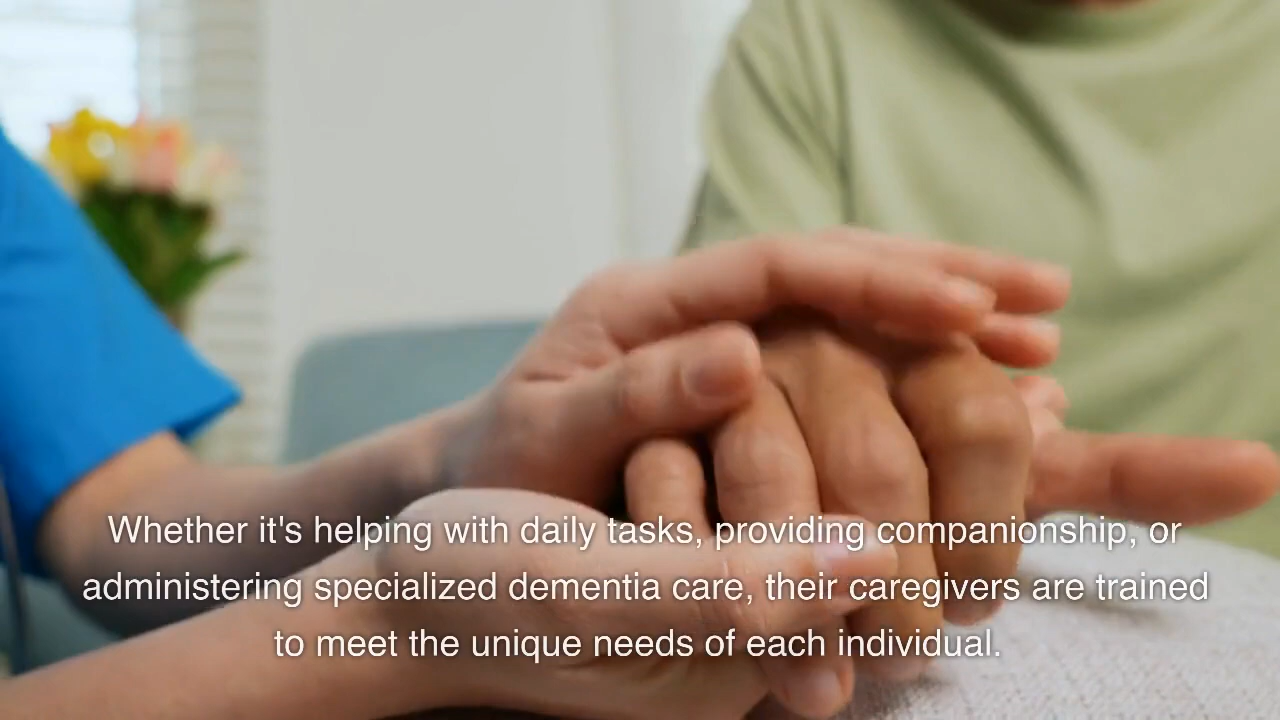 Whether it's helping with daily tasks, providing companionship, or
administering specialized dementia care, their caregivers are trained
to meet the unique needs of each individual.